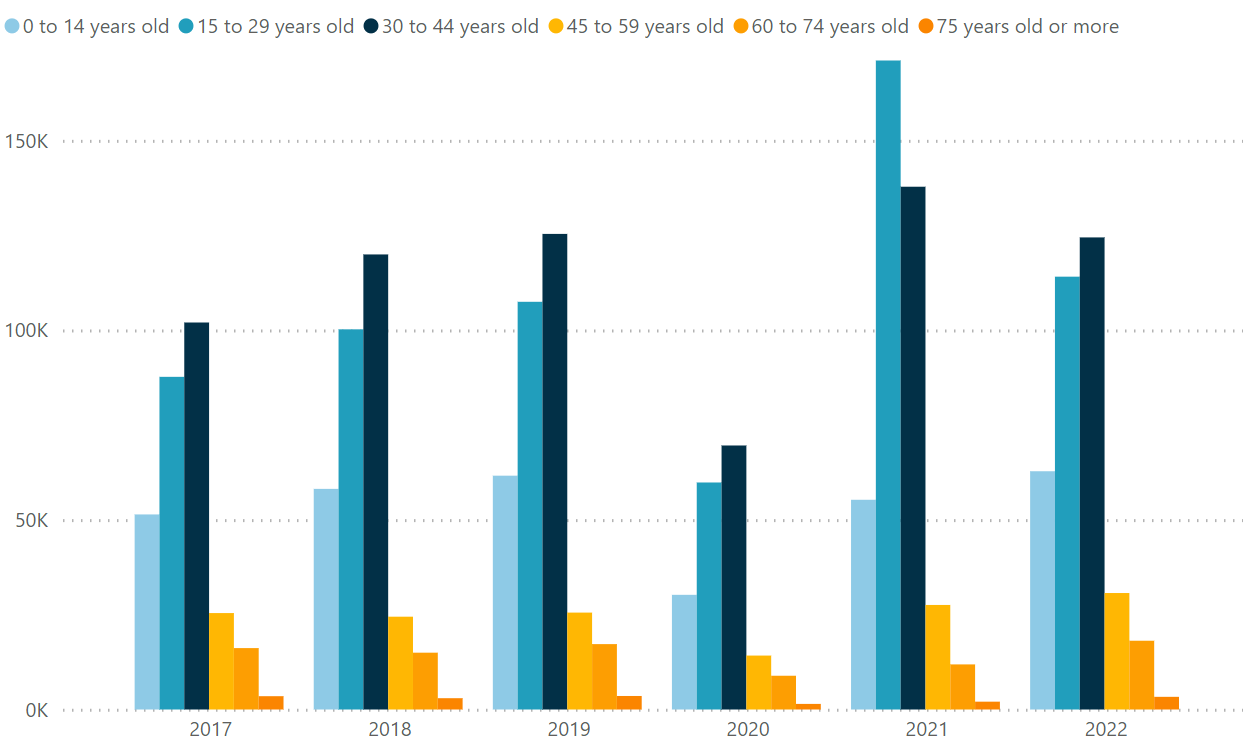 0 to 14 years old 15 to 29 years old 30 to 44 years old 45 to 59 years old 60 to 74 years old 75 years old or more
150K
100K
50K
0K
2017 2018 2019 2020 2021 2022